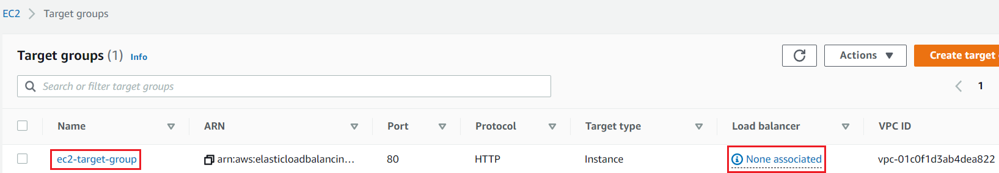 EC2 > Target groups
Target groups (1) Info
Actions
Create target
Search or filter target groups
1
Name ARN Port Protocol Target type Load balancer VPC ID
ec2-target-group arn:aws:elasticloadbalancin... 80 HTTP Instance None associated vpc-01c0f1d3ab4dea822